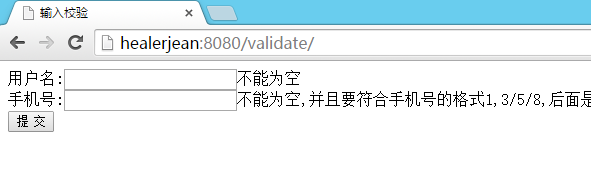 输入校验
healerjean:8080/validate/
用户名:不能为空
手机号:不能为空,并且要符合手机号的格式1,3/5/8,后面是
提 交